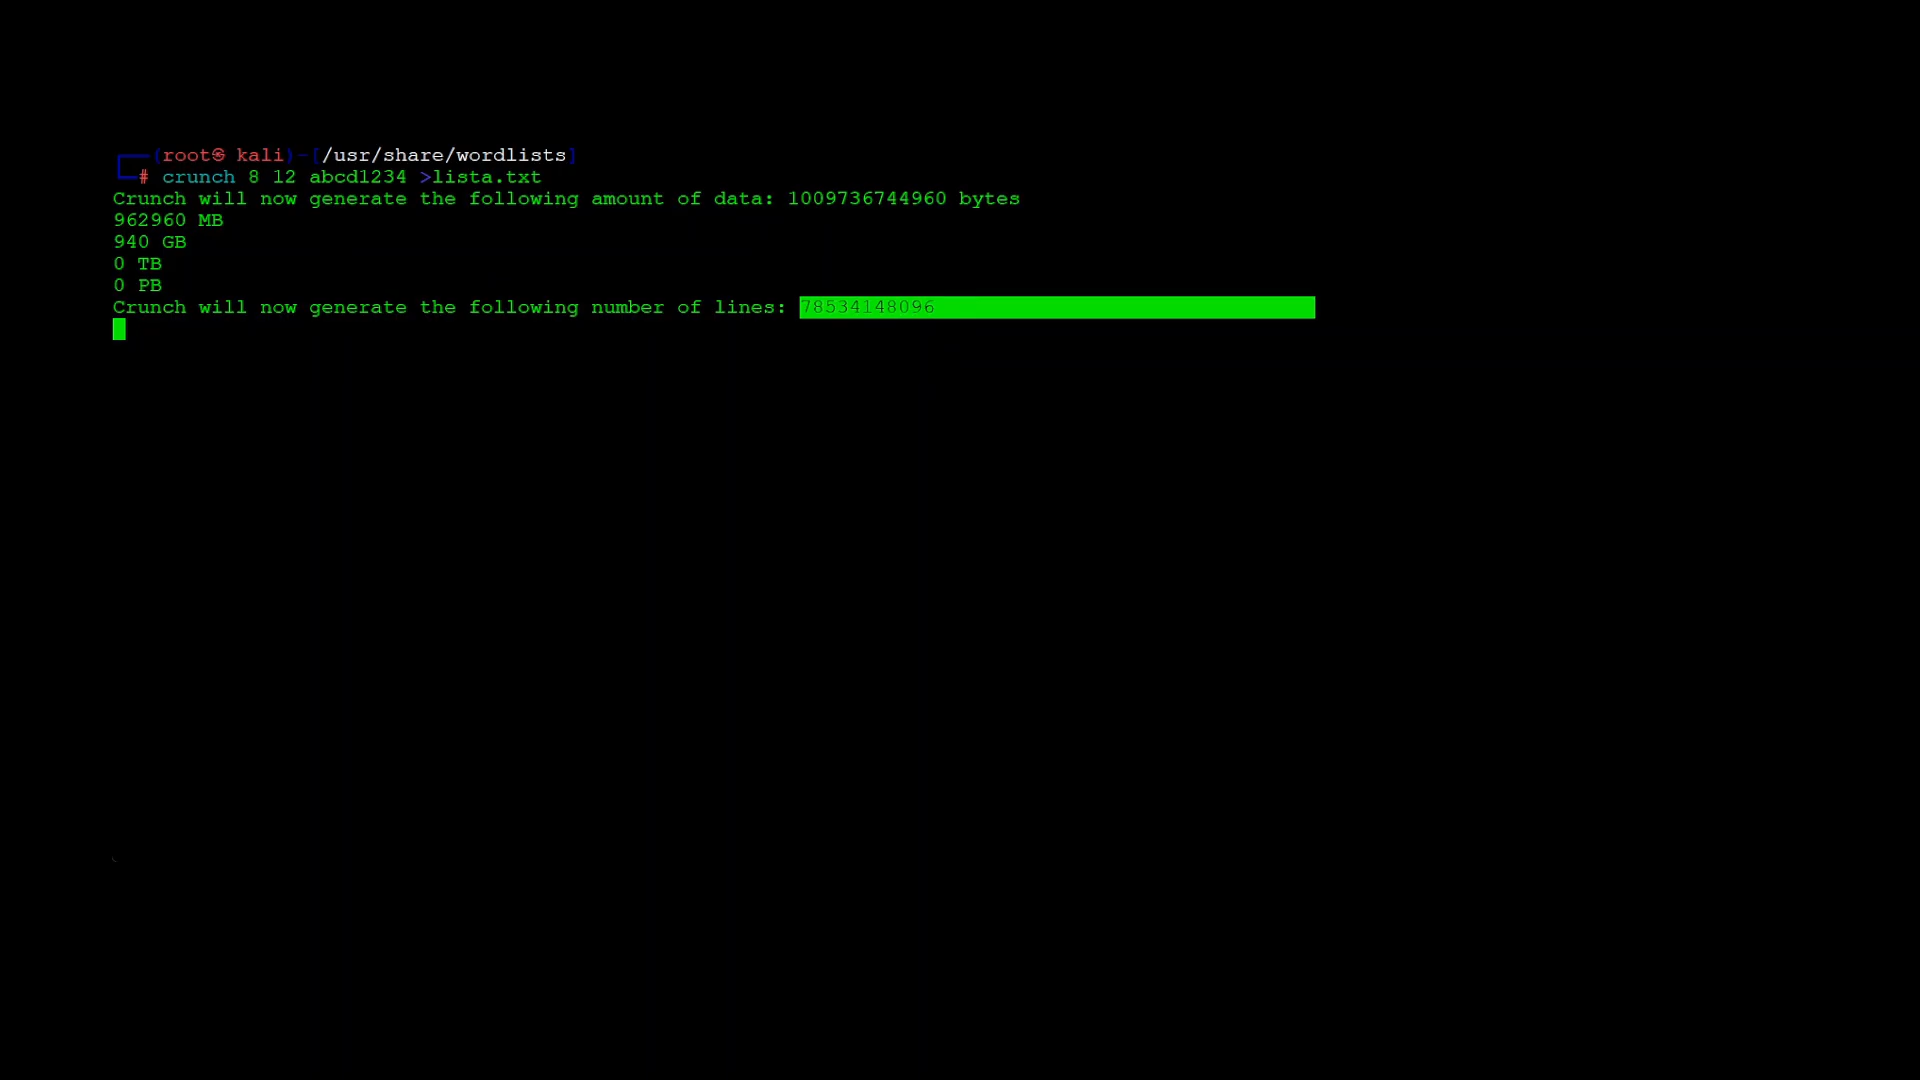 (root㉿ kali)-[/usr/share/wordlists]
# crunch 8 12 abcd1234 >lista.txt
Crunch will now generate the following amount of data: 1009736744960 bytes
962960 MB
940 GB
0 TB
0 PB
Crunch will now generate the following number of lines: 78534148096